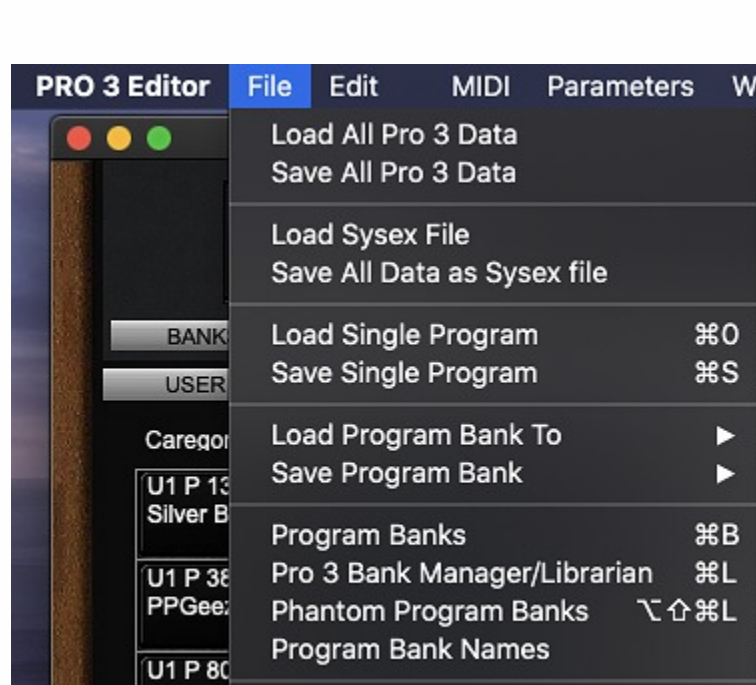 PRO 3 Editor File Edit MIDI Parameters
Load All Pro 3 Data
Save All Pro 3 Data
Load Sysex File
Save All Data as Sysex file
BANK
Load Single Program ⌘O
Save Single Program ⌘S
USER
Load Program Bank To ▶
Caregor
Save Program Bank ▶
U1 P 13
Silver B
Program Banks ⌘B
Pro 3 Bank Manager/Librarian ⌘L
U1 P 38
PPGeez
Phantom Program Banks ⌥⇧⌘L
Program Bank Names
U1 P 80